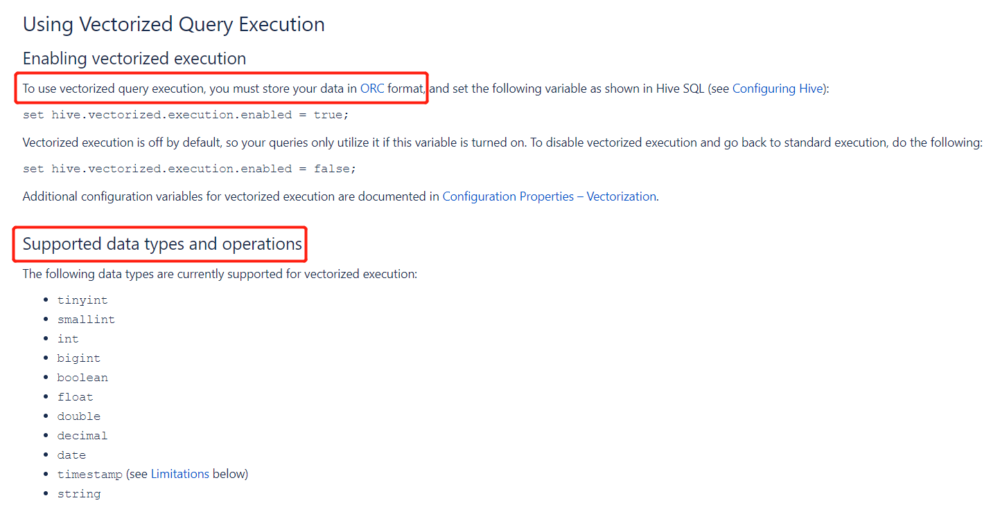 Using Vectorized Query Execution
Enabling vectorized execution
To use vectorized query execution, you must store your data in ORC format, and set the following variable as shown in Hive SQL (see Configuring Hive):
set hive.vectorized.execution.enabled = true;
Vectorized execution is off by default, so your queries only utilize it if this variable is turned on. To disable vectorized execution and go back to standard execution, do the following:
set hive.vectorized.execution.enabled = false;
Additional configuration variables for vectorized execution are documented in Configuration Properties – Vectorization.
Supported data types and operations
The following data types are currently supported for vectorized execution:
• tinyint
• smallint
• int
• bigint
• boolean
• float
• double
• decimal
• date
• timestamp (see Limitations below)
• string